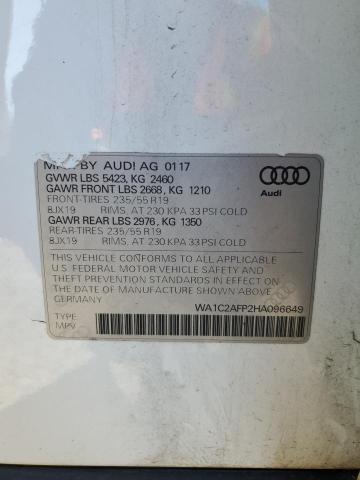 MFD BY AUDI AG 01 17
GVWR LBS 5423, KG 2460
GAWR FRONT LBS 2668, KG 1210
FRONT-TIRES 235/55 R19
8JX19 RIMS, AT 230 KPA 33 PSI COLD
GAWR REAR LBS 2976, KG 1350
REAR-TIRES 235/55 R19
8JX19 RIMS, AT 230 KPA 33 PSI COLD
Audi
THIS VEHICLE CONFORMS TO ALL APPLICABLE
U.S. FEDERAL MOTOR VEHICLE SAFETY AND
THEFT PREVENTION STANDARDS IN EFFECT ON THE
DATE OF MANUFACTURE SHOWN ABOVE.
GERMANY
WA1C2AFP2HA096649
TYPE:
MPV